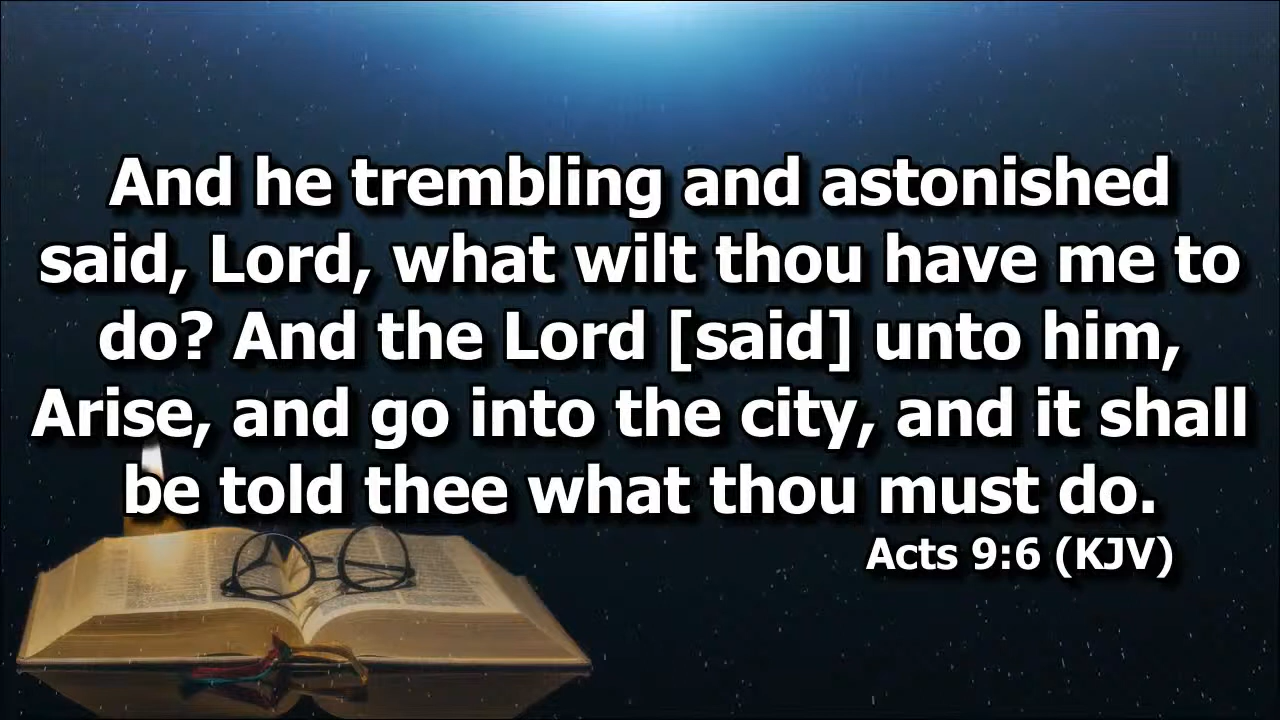 And he trembling and astonished
said, Lord, what wilt thou have me to
do? And the Lord [said] unto him,
Arise, and go into the city, and it shall
be told thee what thou must do.
Acts 9:6 (KJV)